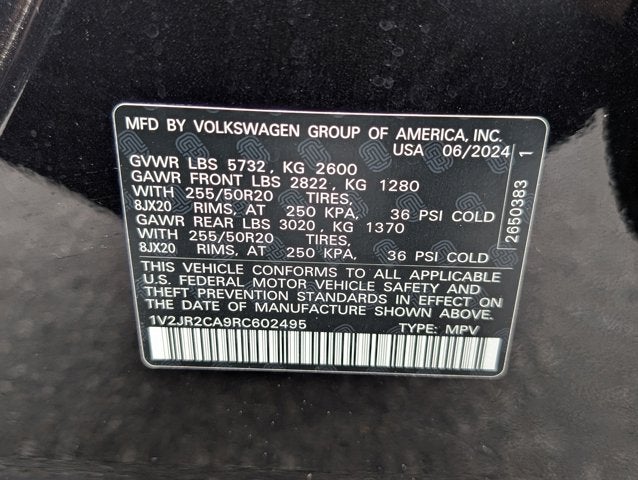 MFD BY VOLKSWAGEN GROUP OF AMERICA, INC.
USA 06/2024
GVWR LBS 5732, KG 2600
GAWR FRONT LBS 2822, KG 1280
WITH 255/50R20 TIRES,
8JX20 RIMS, AT 250 KPA, 36 PSI COLD
GAWR REAR LBS 3020, KG 1370
WITH 255/50R20 TIRES,
8JX20 RIMS, AT 250 KPA, 36 PSI COLD
THIS VEHICLE CONFORMS TO ALL APPLICABLE
U.S. FEDERAL MOTOR VEHICLE SAFETY AND
THEFT PREVENTION STANDARDS IN EFFECT ON
THE DATE OF MANUFACTURE SHOWN ABOVE.
1V2JR2CA9RC602495 TYPE: MPV
2650383 1